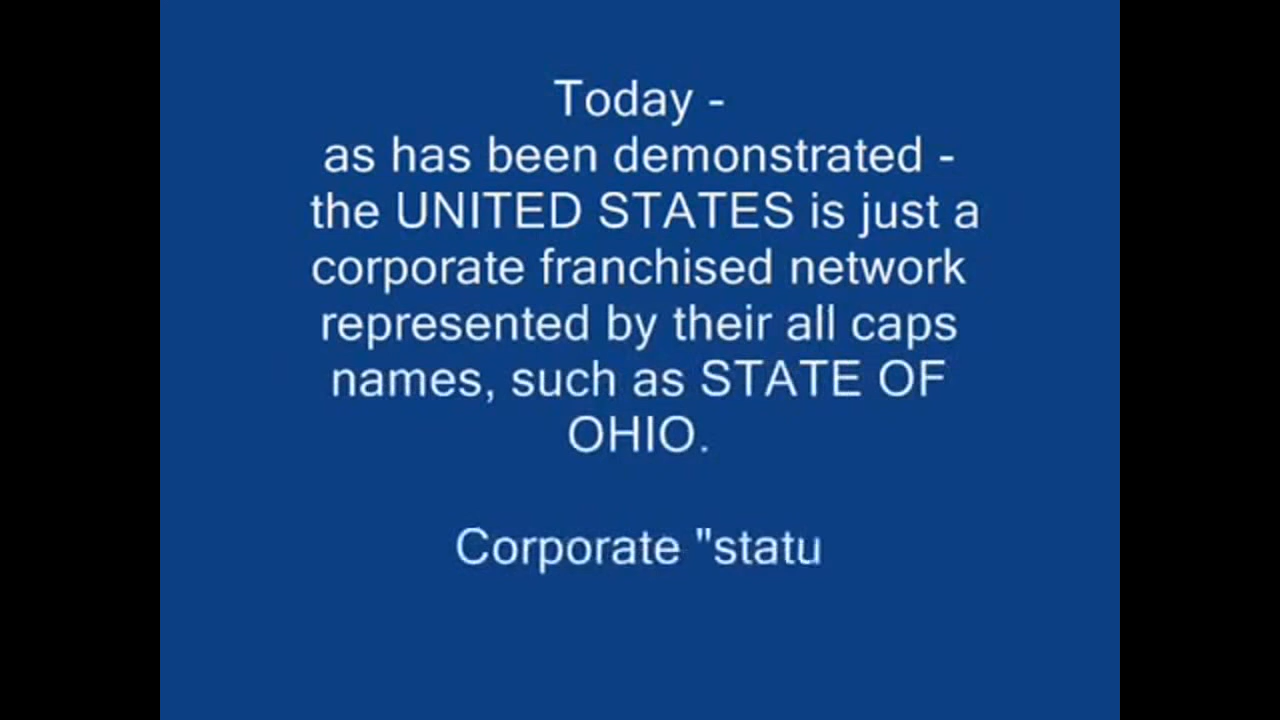 Today -
as has been demonstrated -
the UNITED STATES is just a
corporate franchised network
represented by their all caps
names, such as STATE OF
OHIO.
Corporate "statu